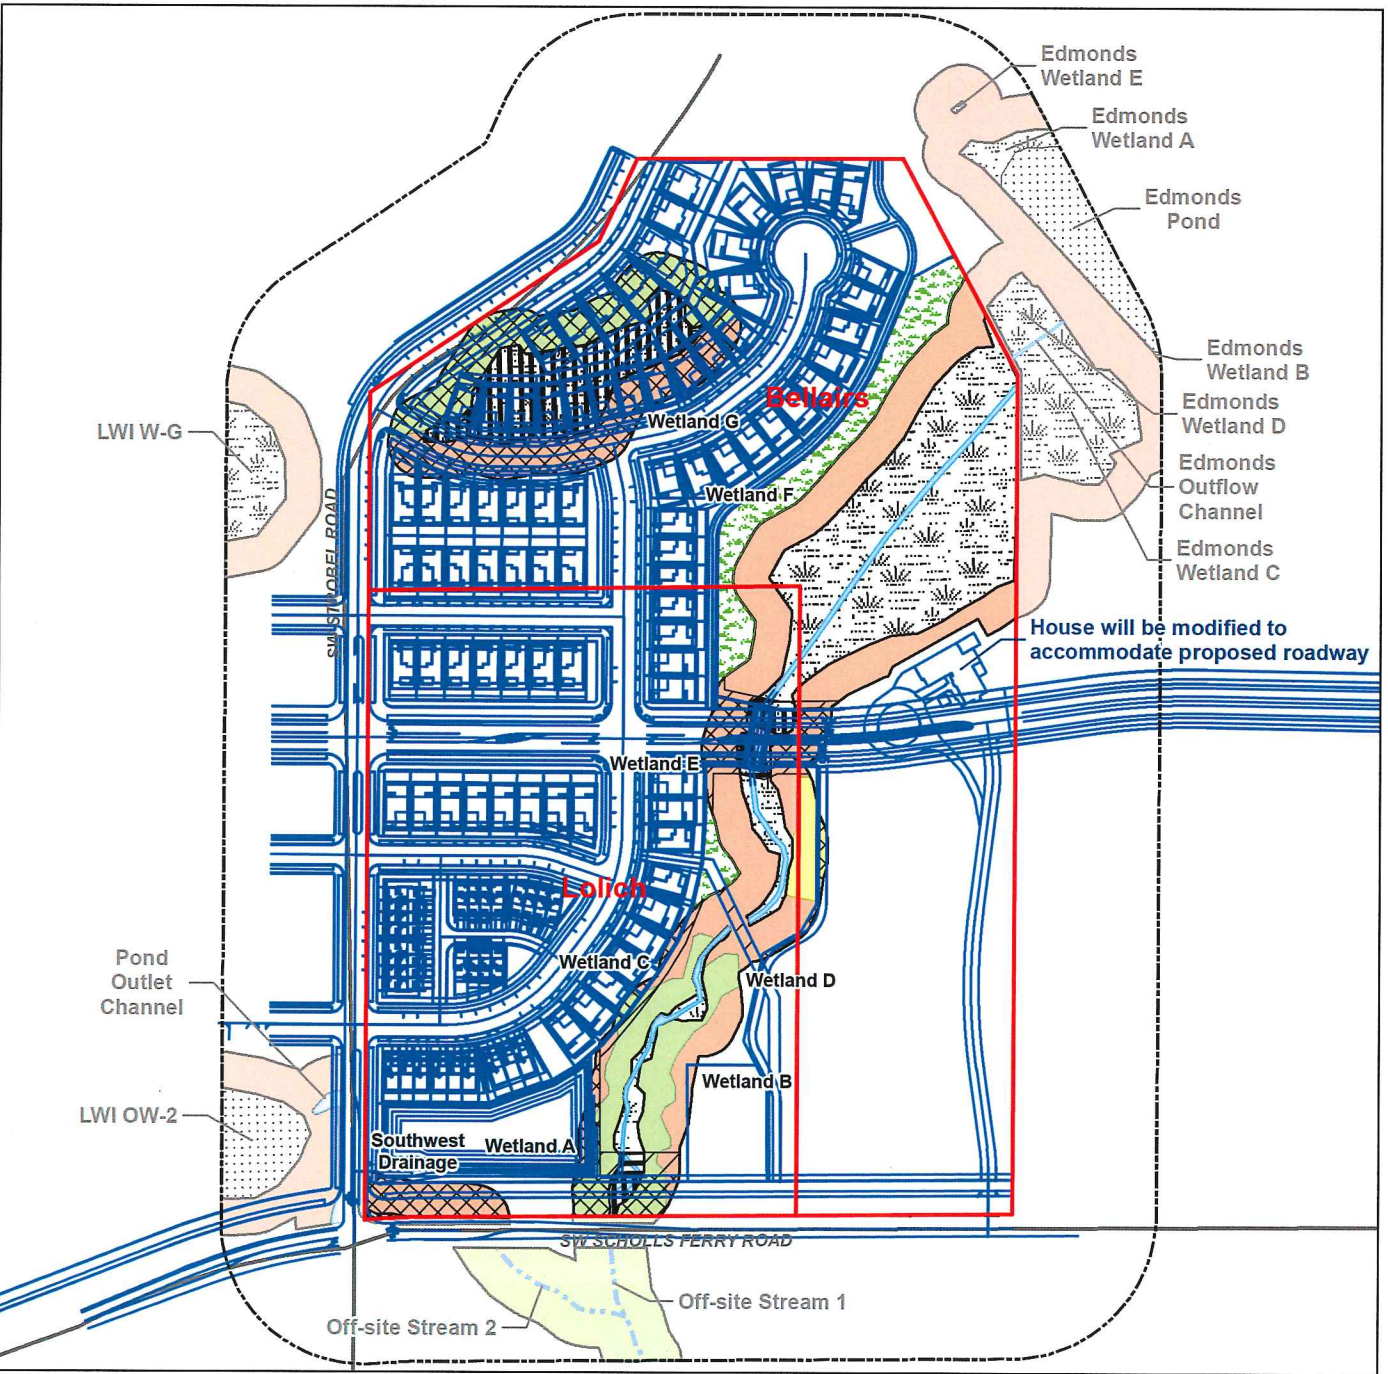 Edmonds
Wetland E
Edmonds
Wetland A
Edmonds
Pond
Edmonds
Wetland B
Edmonds
Wetland D
Edmonds
Outflow
Channel
Edmonds
Wetland C
Bellairs
Wetland G
LWI W-G
Wetland F
SW STROBEL ROAD
House will be modified to
accommodate proposed roadway
Wetland E
Lolich
Wetland C
Wetland D
Pond
Outlet
Channel
Wetland B
LWI OW-2
Southwest
Drainage
Wetland A
SW SCHOLLS FERRY ROAD
Off-site Stream 1
Off-site Stream 2